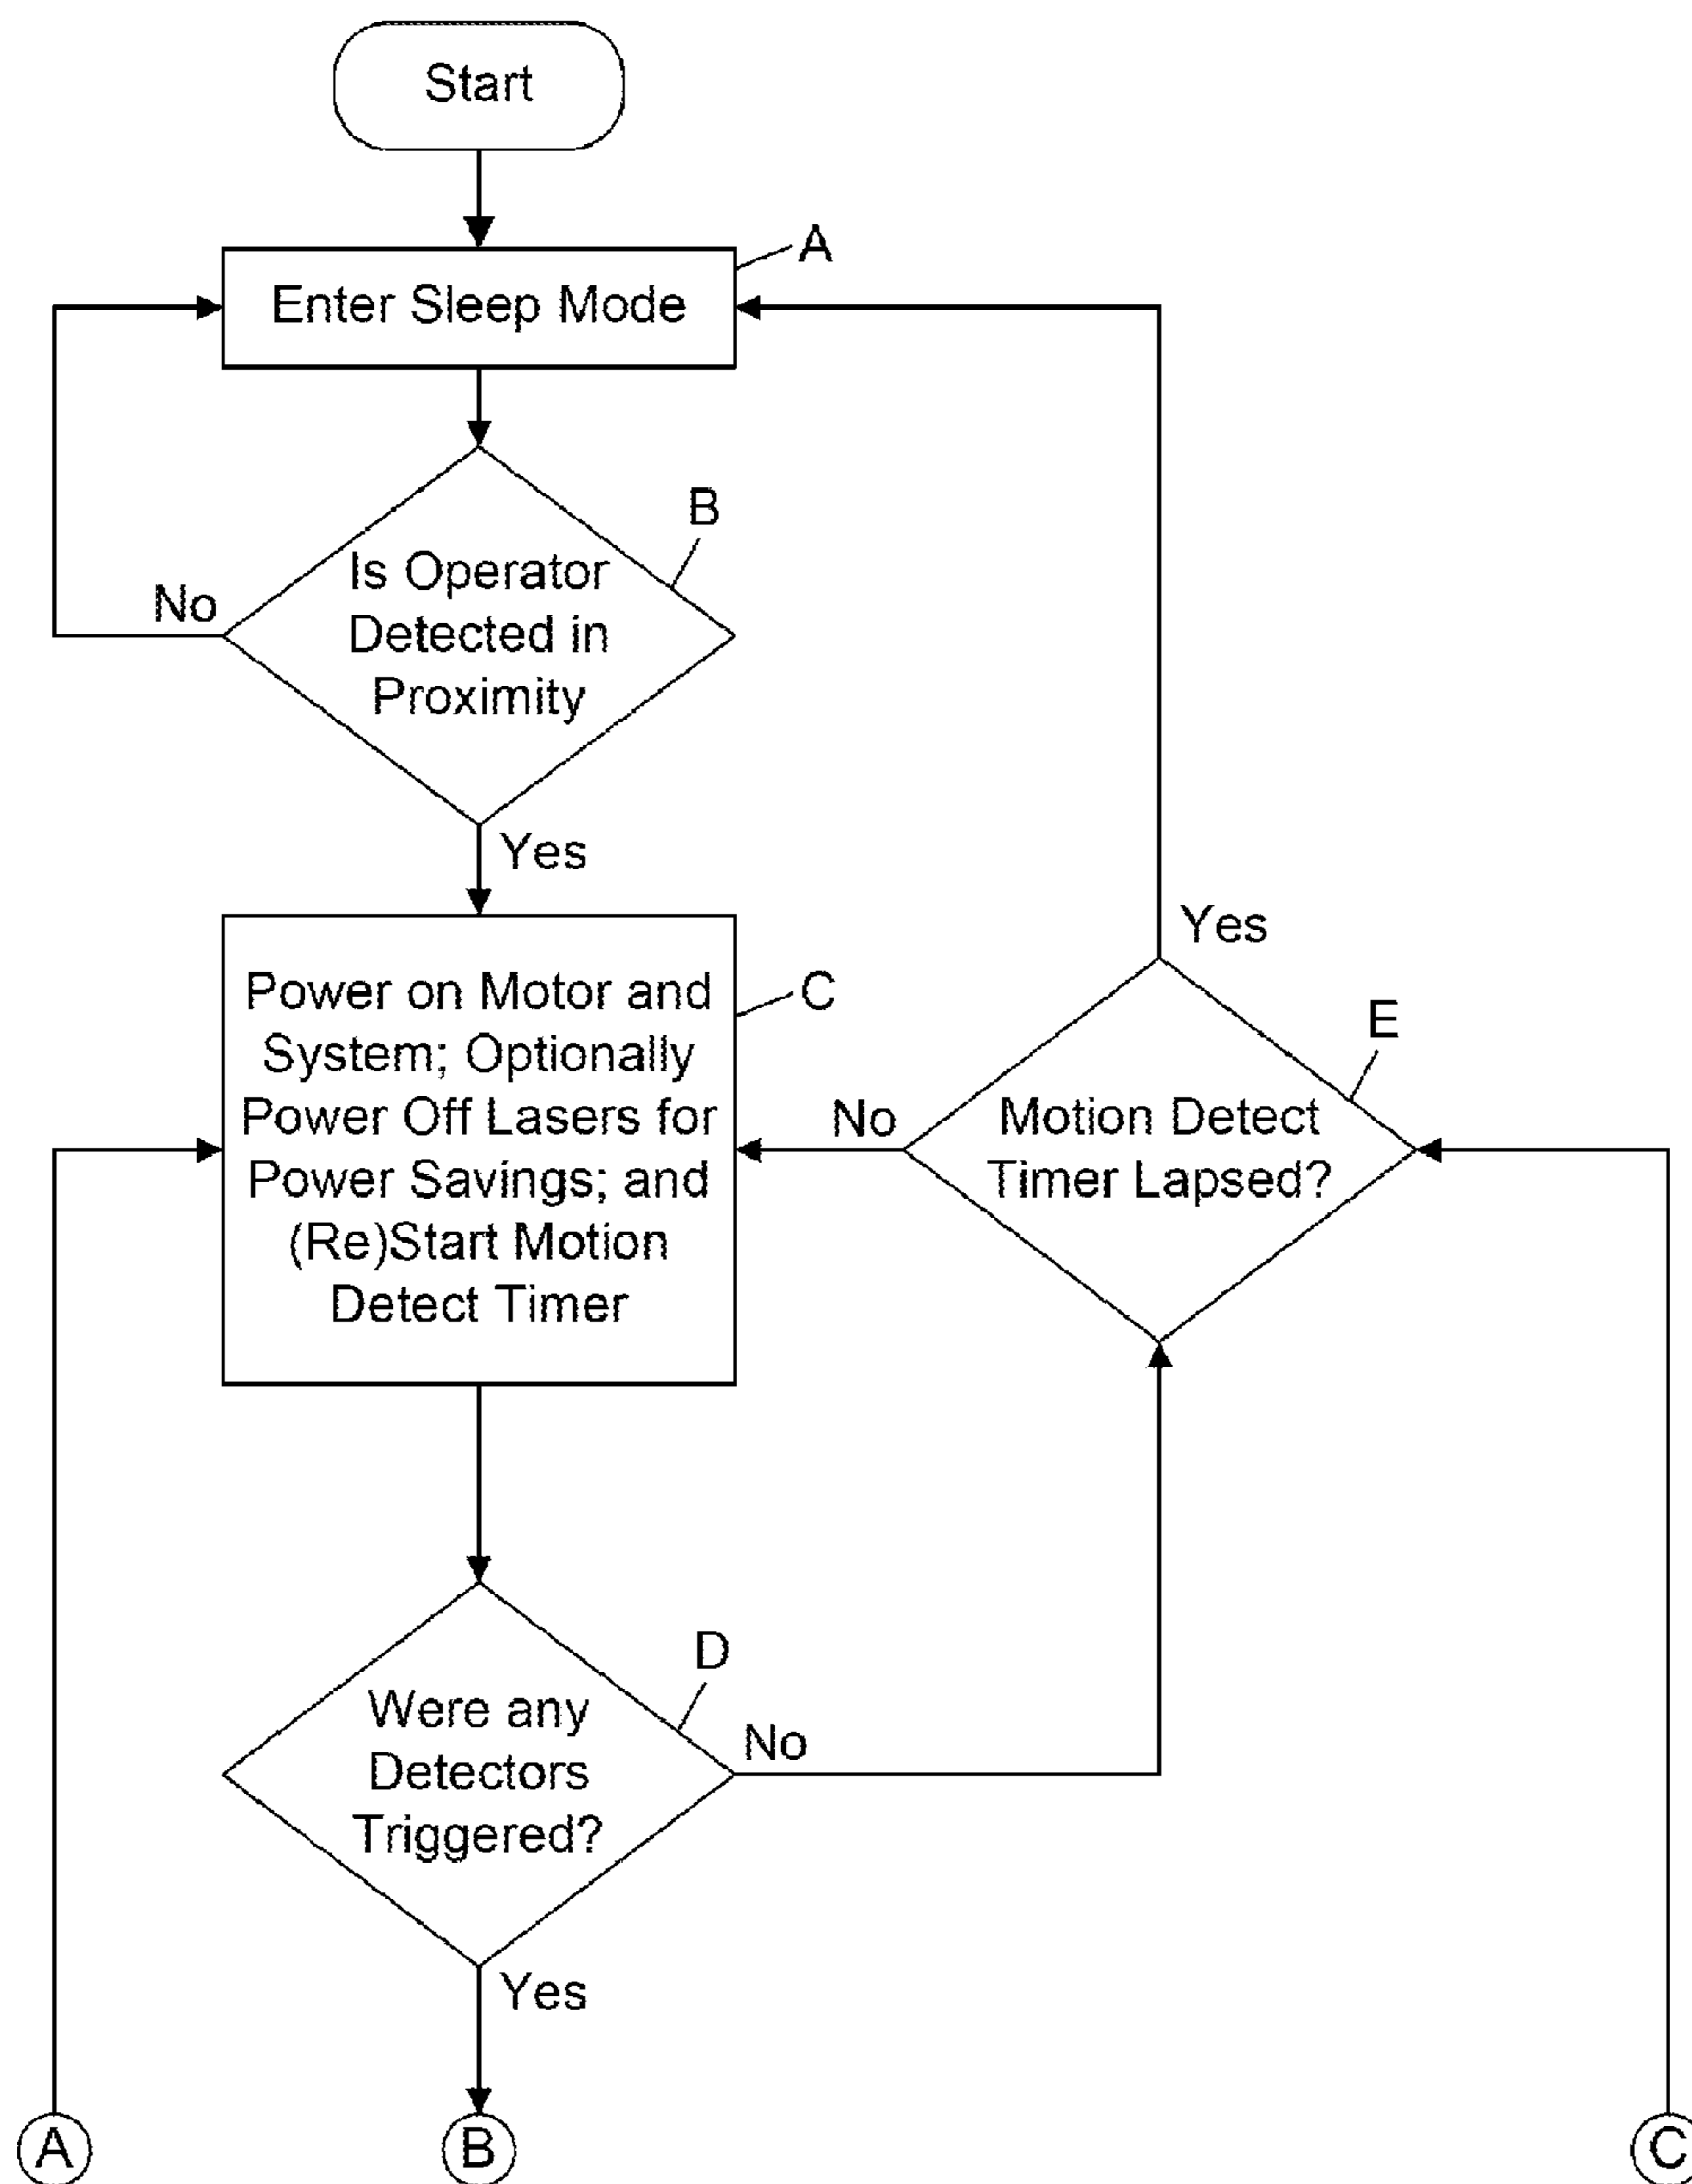 Start
A
Enter Sleep Mode
B
Is Operator
Detected in
Proximity
No
Yes
Power on Motor and
System; Optionally
Power Off Lasers for
Power Savings; and
(Re)Start Motion
Detect Timer
C
Yes
E
No
Motion Detect
Timer Lapsed?
D
Were any
Detectors
Triggered?
No
Yes
A
B
C